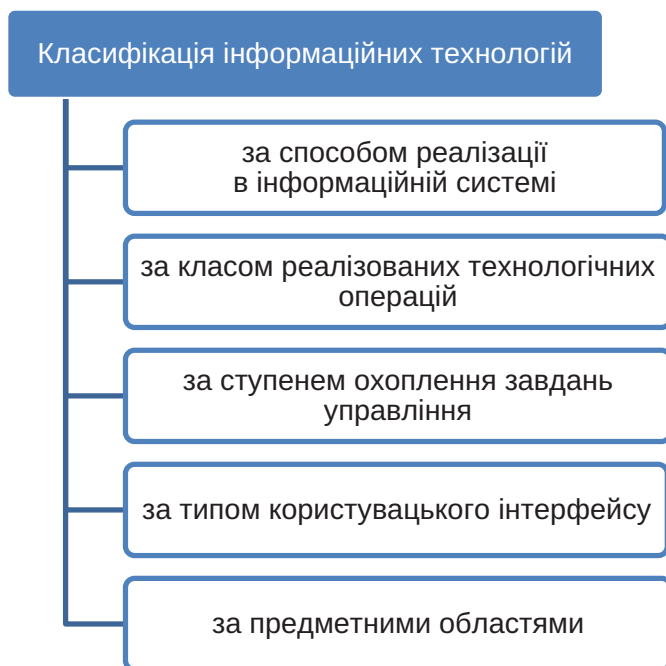 Класифікація інформаційних технологій
за способом реалізації
в інформаційній системі
за класом реалізованих технологічних
операцій
за ступенем охоплення завдань
управління
за типом користувацького інтерфейсу
за предметними областями